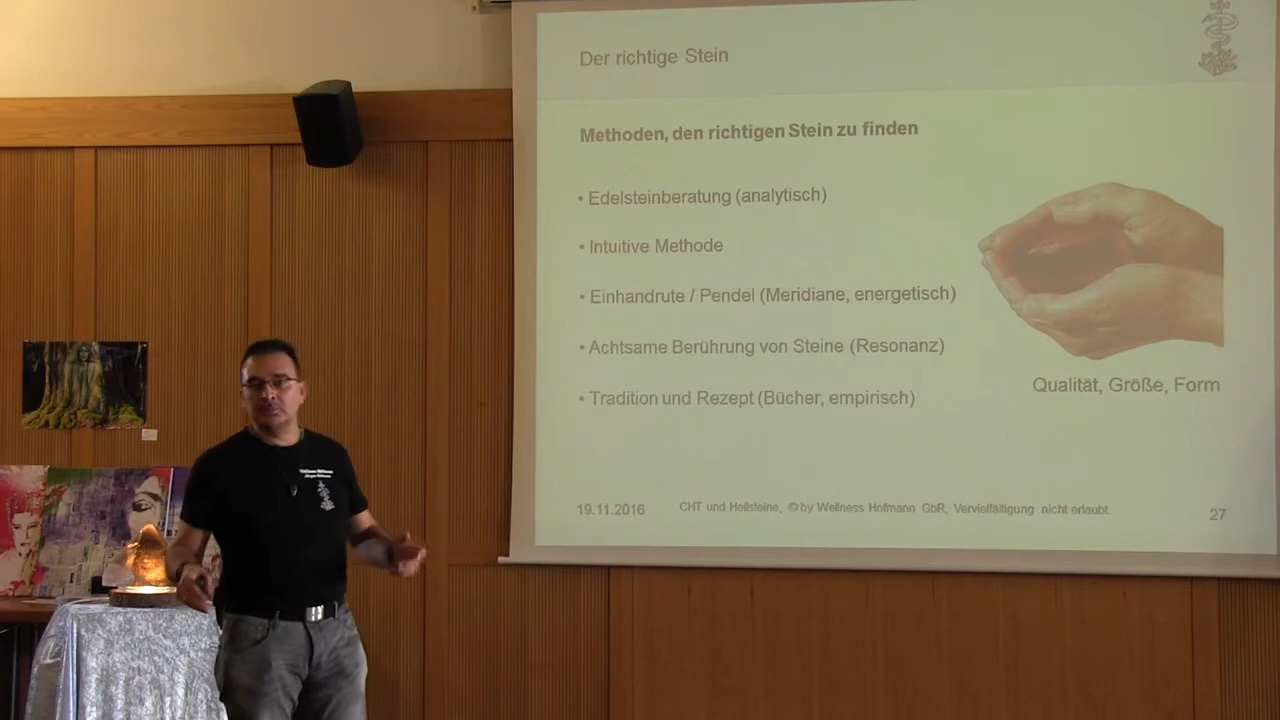 Der richtige Stein
Methoden, den richtigen Stein zu finden
• Edelsteinberatung (analytisch)
• Intuitive Methode
• Einhandrute / Pendel (Meridiane, energetisch)
• Achtsame Berührung von Steine (Resonanz)
• Tradition und Rezept (Bücher, empirisch)
Qualität, Größe, Form
19.11.2016 CHT und Heilsteine, © by Wellness Hofmann GbR, Vervielfältigung nicht erlaubt. 27